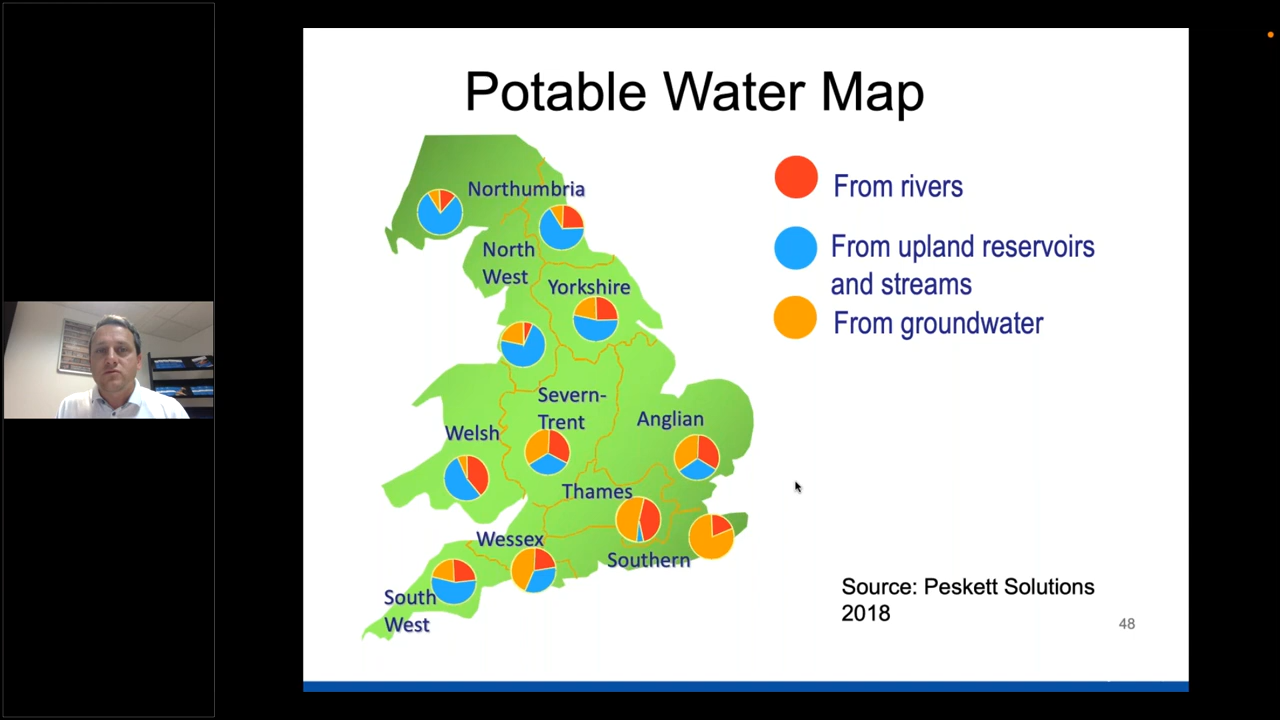 Potable Water Map
Northumbria
North
West
Yorkshire
Severn-
Trent
Anglian
Welsh
Thames
Wessex
Southern
South
West
From rivers
From upland reservoirs
and streams
From groundwater
Source: Peskett Solutions
2018
48